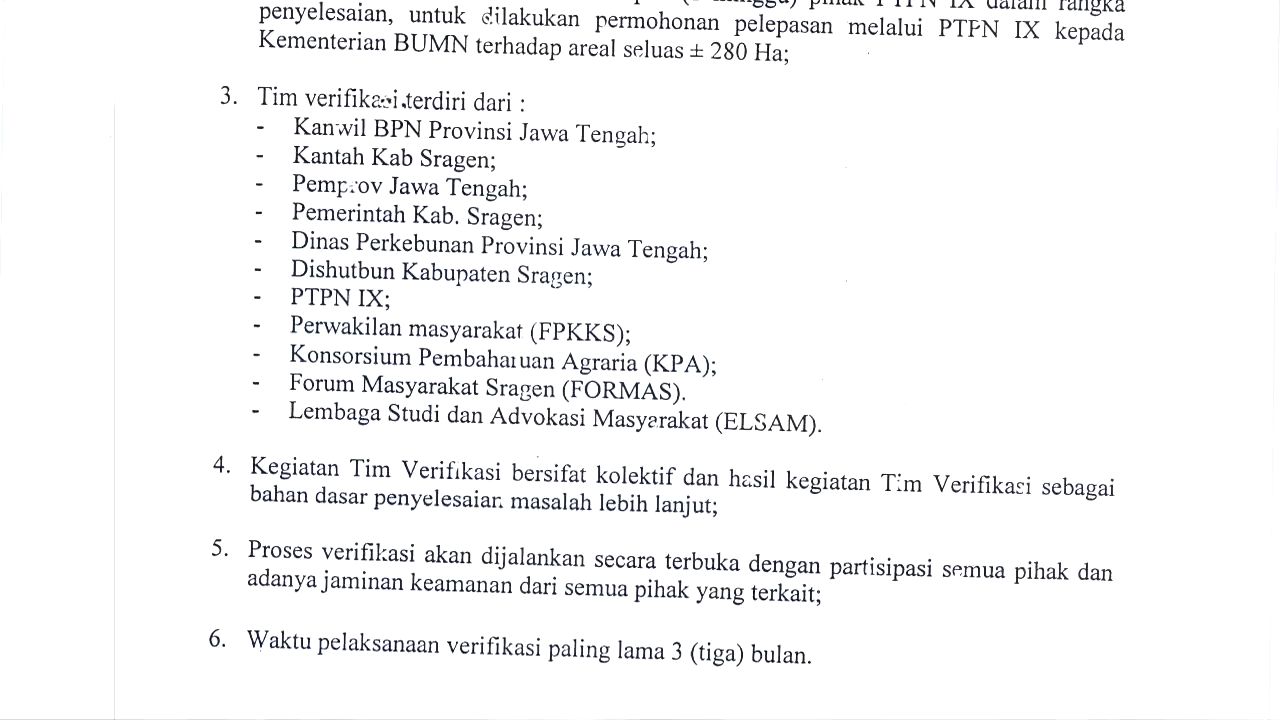 pihak PTPN IX dalam rangka
penyelesaian, untuk dilakukan permohonan pelepasan melalui PTPN IX kepada
Kementerian BUMN terhadap areal seluas ± 280 Ha;
3. Tim verifikasi terdiri dari :
- Kanwil BPN Provinsi Jawa Tengah;
- Kantah Kab Sragen;
- Pemprov Jawa Tengah;
- Pemerintah Kab. Sragen;
- Dinas Perkebunan Provinsi Jawa Tengah;
- Dishutbun Kabupaten Sragen;
- PTPN IX;
- Perwakilan masyarakat (FPKKS);
- Konsorsium Pembaharuan Agraria (KPA);
- Forum Masyarakat Sragen (FORMAS).
- Lembaga Studi dan Advokasi Masyarakat (ELSAM).
4. Kegiatan Tim Verifikasi bersifat kolektif dan hasil kegiatan Tim Verifikasi sebagai
bahan dasar penyelesaian masalah lebih lanjut;
5. Proses verifikasi akan dijalankan secara terbuka dengan partisipasi semua pihak dan
adanya jaminan keamanan dari semua pihak yang terkait;
6. Waktu pelaksanaan verifikasi paling lama 3 (tiga) bulan.